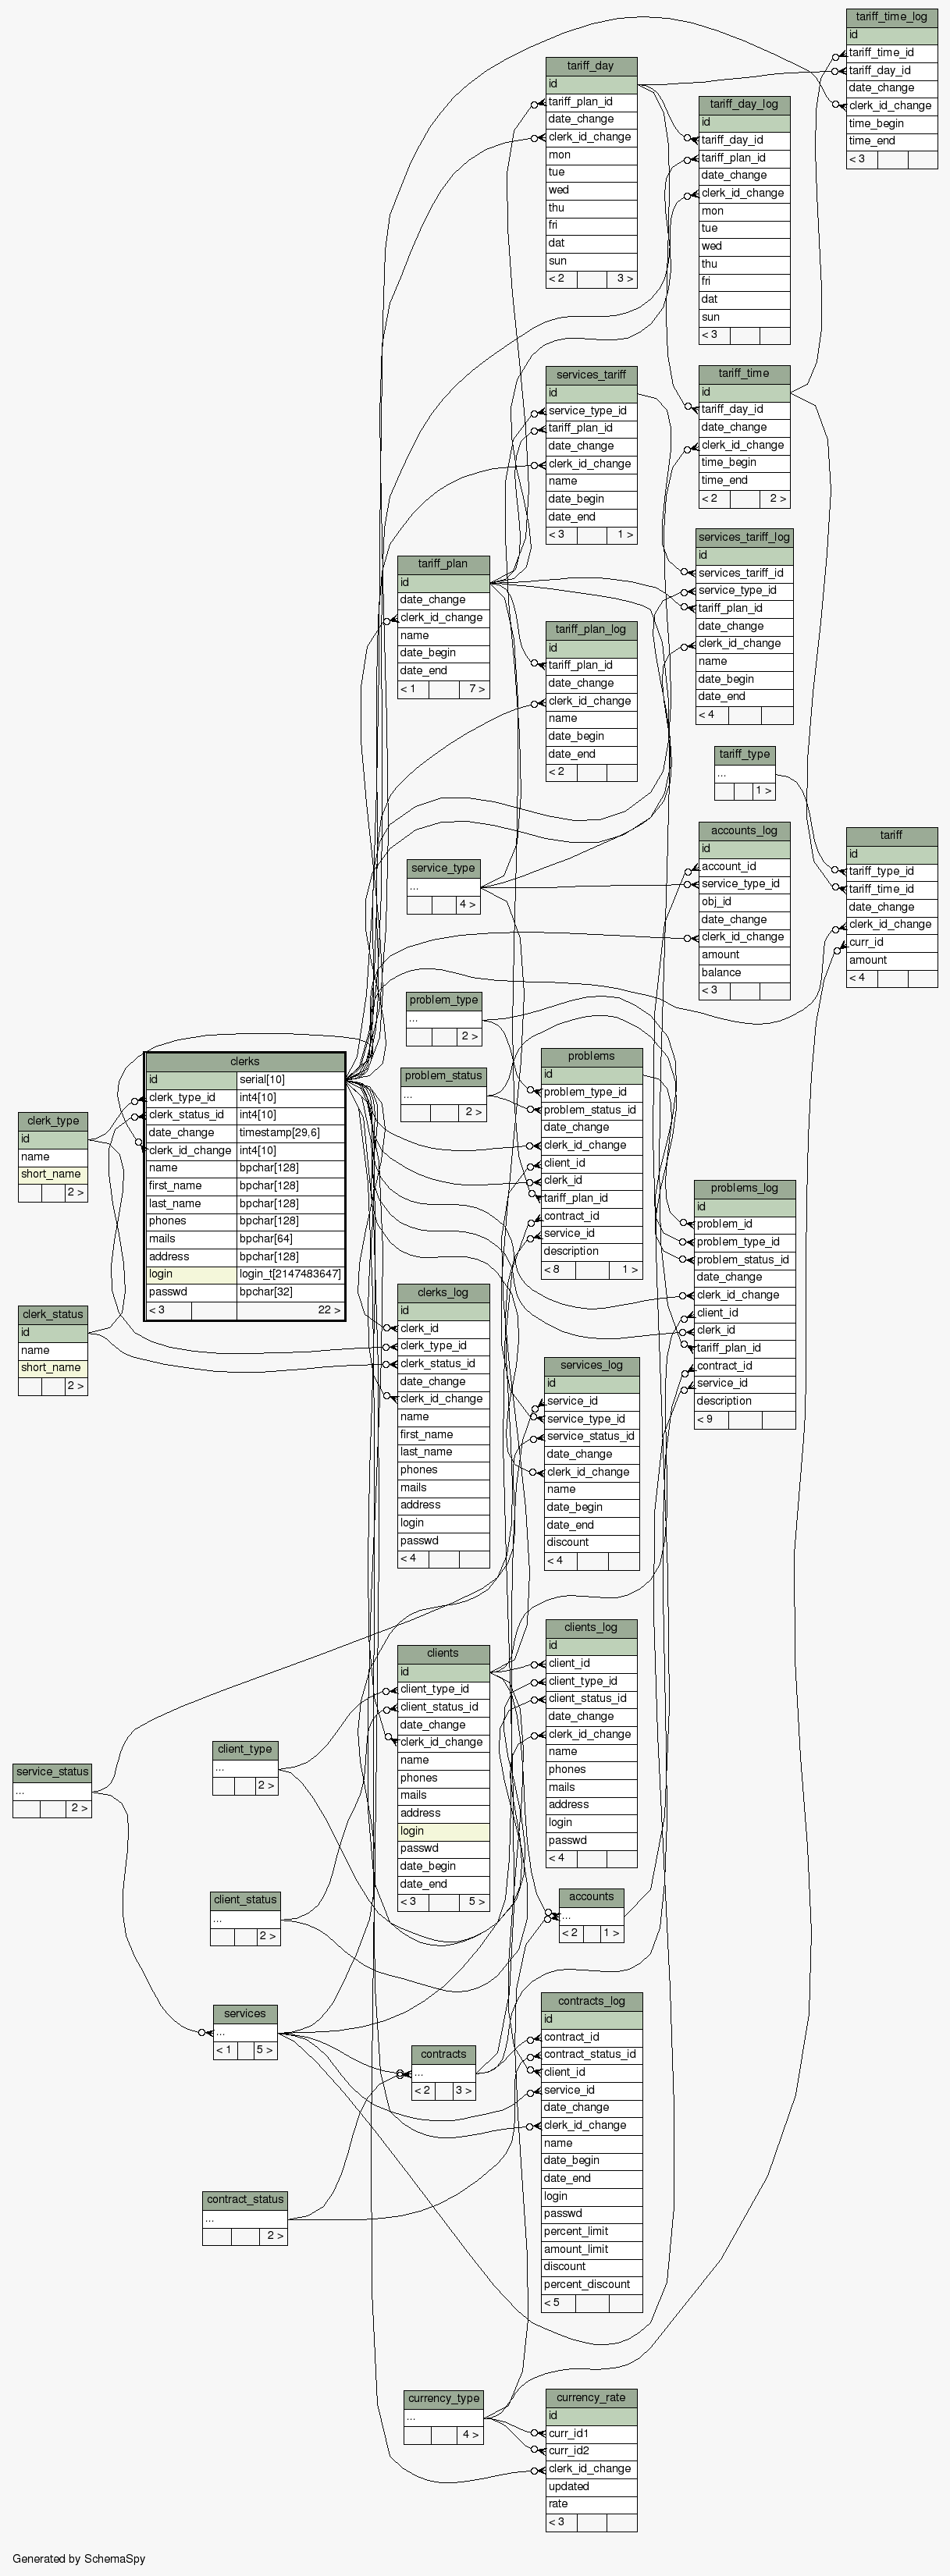 tariff_time_log
id
tariff_time_id
tariff_day_id
date_change
clerk_id_change
time_begin
time_end
< 3
tariff_day
id
tariff_plan_id
date_change
clerk_id_change
mon
tue
wed
thu
fri
dat
sun
< 2 3 >
tariff_day_log
id
tariff_day_id
tariff_plan_id
date_change
clerk_id_change
mon
tue
wed
thu
fri
dat
sun
< 3
services_tariff
id
service_type_id
tariff_plan_id
date_change
clerk_id_change
name
date_begin
date_end
< 3 1 >
tariff_time
id
tariff_day_id
date_change
clerk_id_change
time_begin
time_end
< 2 2 >
services_tariff_log
id
services_tariff_id
service_type_id
tariff_plan_id
date_change
clerk_id_change
name
date_begin
date_end
< 4
tariff_plan
id
date_change
clerk_id_change
name
date_begin
date_end
< 1 7 >
tariff_plan_log
id
tariff_plan_id
date_change
clerk_id_change
name
date_begin
date_end
< 2
tariff_type
...
1 >
accounts_log
id
account_id
service_type_id
obj_id
date_change
clerk_id_change
amount
balance
< 3
tariff
id
tariff_type_id
tariff_time_id
date_change
clerk_id_change
curr_id
amount
< 4
service_type
...
4 >
problem_type
...
2 >
problem_status
...
2 >
problems
id
problem_type_id
problem_status_id
date_change
clerk_id_change
client_id
clerk_id
tariff_plan_id
contract_id
service_id
description
< 8 1 >
clerks
id serial[10]
clerk_type_id int4[10]
clerk_status_id int4[10]
date_change timestamp[29,6]
clerk_id_change int4[10]
name bpchar[128]
first_name bpchar[128]
last_name bpchar[128]
phones bpchar[128]
mails bpchar[64]
address bpchar[128]
login login_t[2147483647]
passwd bpchar[32]
< 3 22 >
clerk_type
id
name
short_name
2 >
clerk_status
id
name
short_name
2 >
problems_log
id
problem_id
problem_type_id
problem_status_id
date_change
clerk_id_change
client_id
clerk_id
tariff_plan_id
contract_id
service_id
description
< 9
clerks_log
id
clerk_id
clerk_type_id
clerk_status_id
date_change
clerk_id_change
name
first_name
last_name
phones
mails
address
login
passwd
< 4
services_log
id
service_id
service_type_id
service_status_id
date_change
clerk_id_change
name
date_begin
date_end
discount
< 4
clients
id
client_type_id
client_status_id
date_change
clerk_id_change
name
phones
mails
address
login
passwd
date_begin
date_end
< 3 5 >
clients_log
id
client_id
client_type_id
client_status_id
date_change
clerk_id_change
name
phones
mails
address
login
passwd
< 4
client_type
...
2 >
service_status
...
2 >
client_status
...
2 >
accounts
...
< 2 1 >
services
...
< 1 5 >
contracts
...
< 2 3 >
contracts_log
id
contract_id
contract_status_id
client_id
service_id
date_change
clerk_id_change
name
date_begin
date_end
login
passwd
percent_limit
amount_limit
discount
percent_discount
< 5
contract_status
...
2 >
currency_type
...
4 >
currency_rate
id
curr_id1
curr_id2
clerk_id_change
updated
rate
< 3
Generated by SchemaSpy